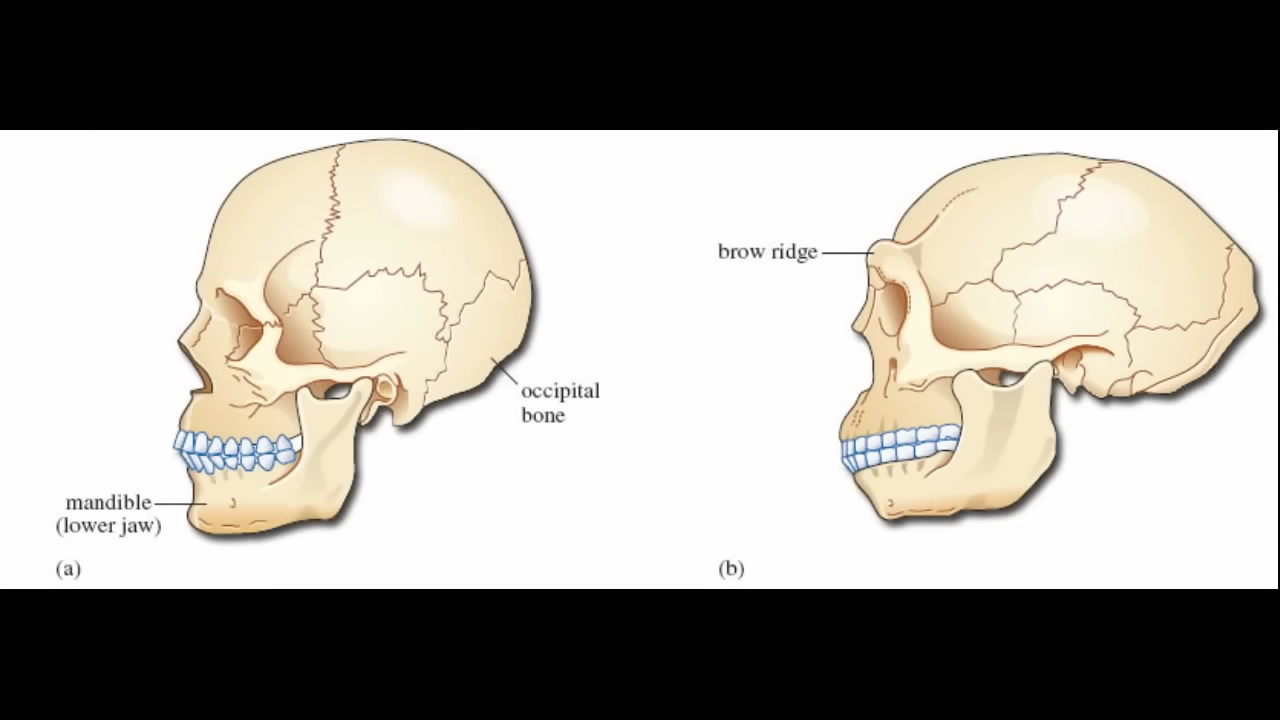 brow ridge
occipital
bone
mandible
(lower jaw)
(a)
(b)